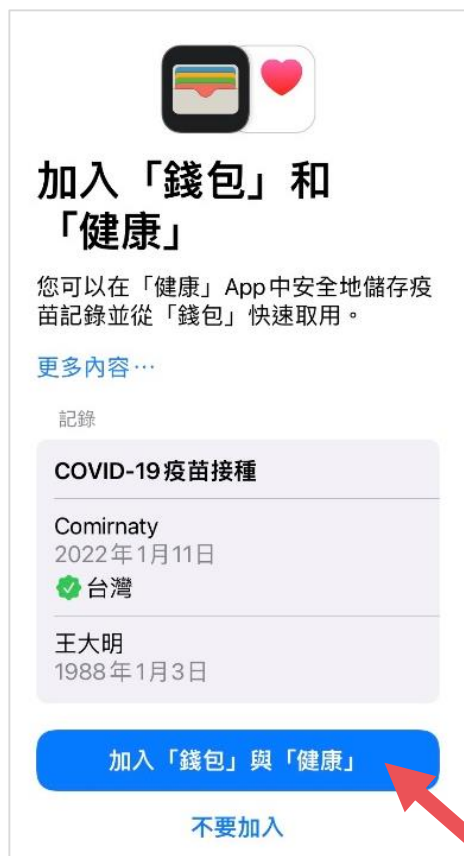 加入「錢包」和
「健康」
您可以在「健康」App中安全地儲存疫
苗記錄並從「錢包」快速取用。
更多內容…
記錄
COVID-19疫苗接種
Comirnaty
2022年1月11日
台灣
王大明
1988年1月3日
加入「錢包」與「健康」
不要加入